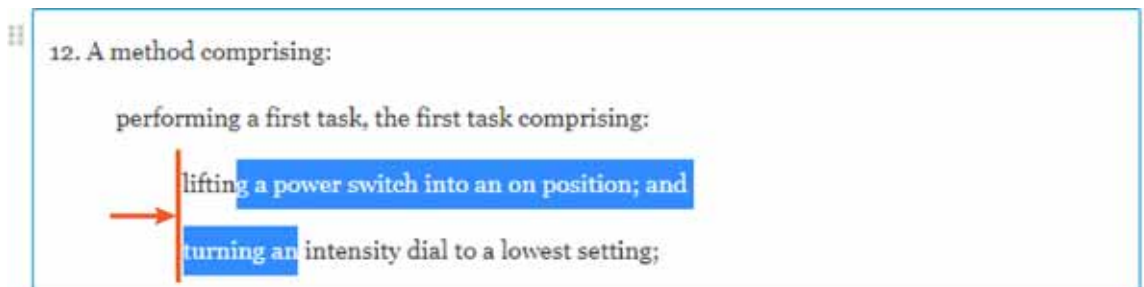 12. A method comprising:
performing a first task, the first task comprising:
lifting a power switch into an on position; and
turning an intensity dial to a lowest setting;